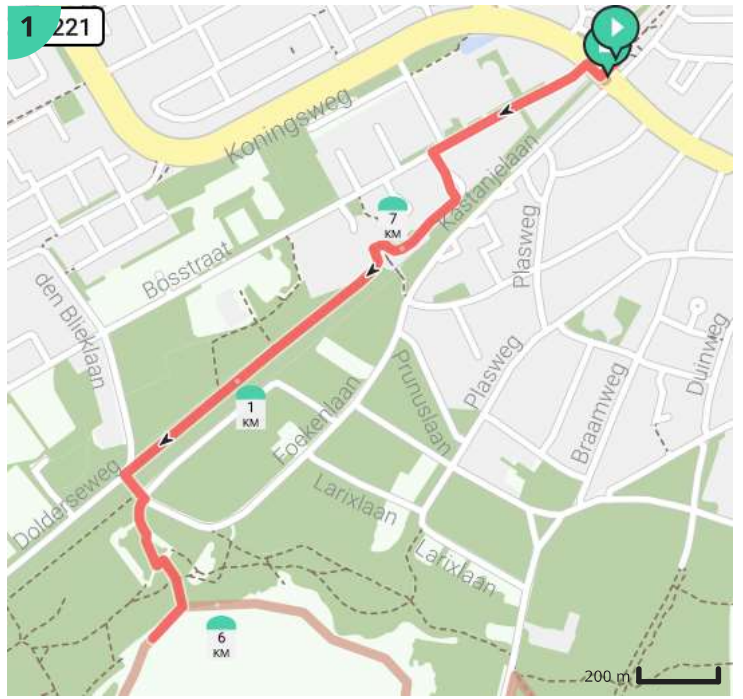 1
221
Koningsweg
Kastanjelaan
7
KM
Plasweg
Bosstraat
den Blieklaan
Duinweg
Plasweg
Prunuslaan
Braamweg
1
KM
Foekenlaan
Dolderseweg
Larixlaan
Larixlaan
6
KM
200 m